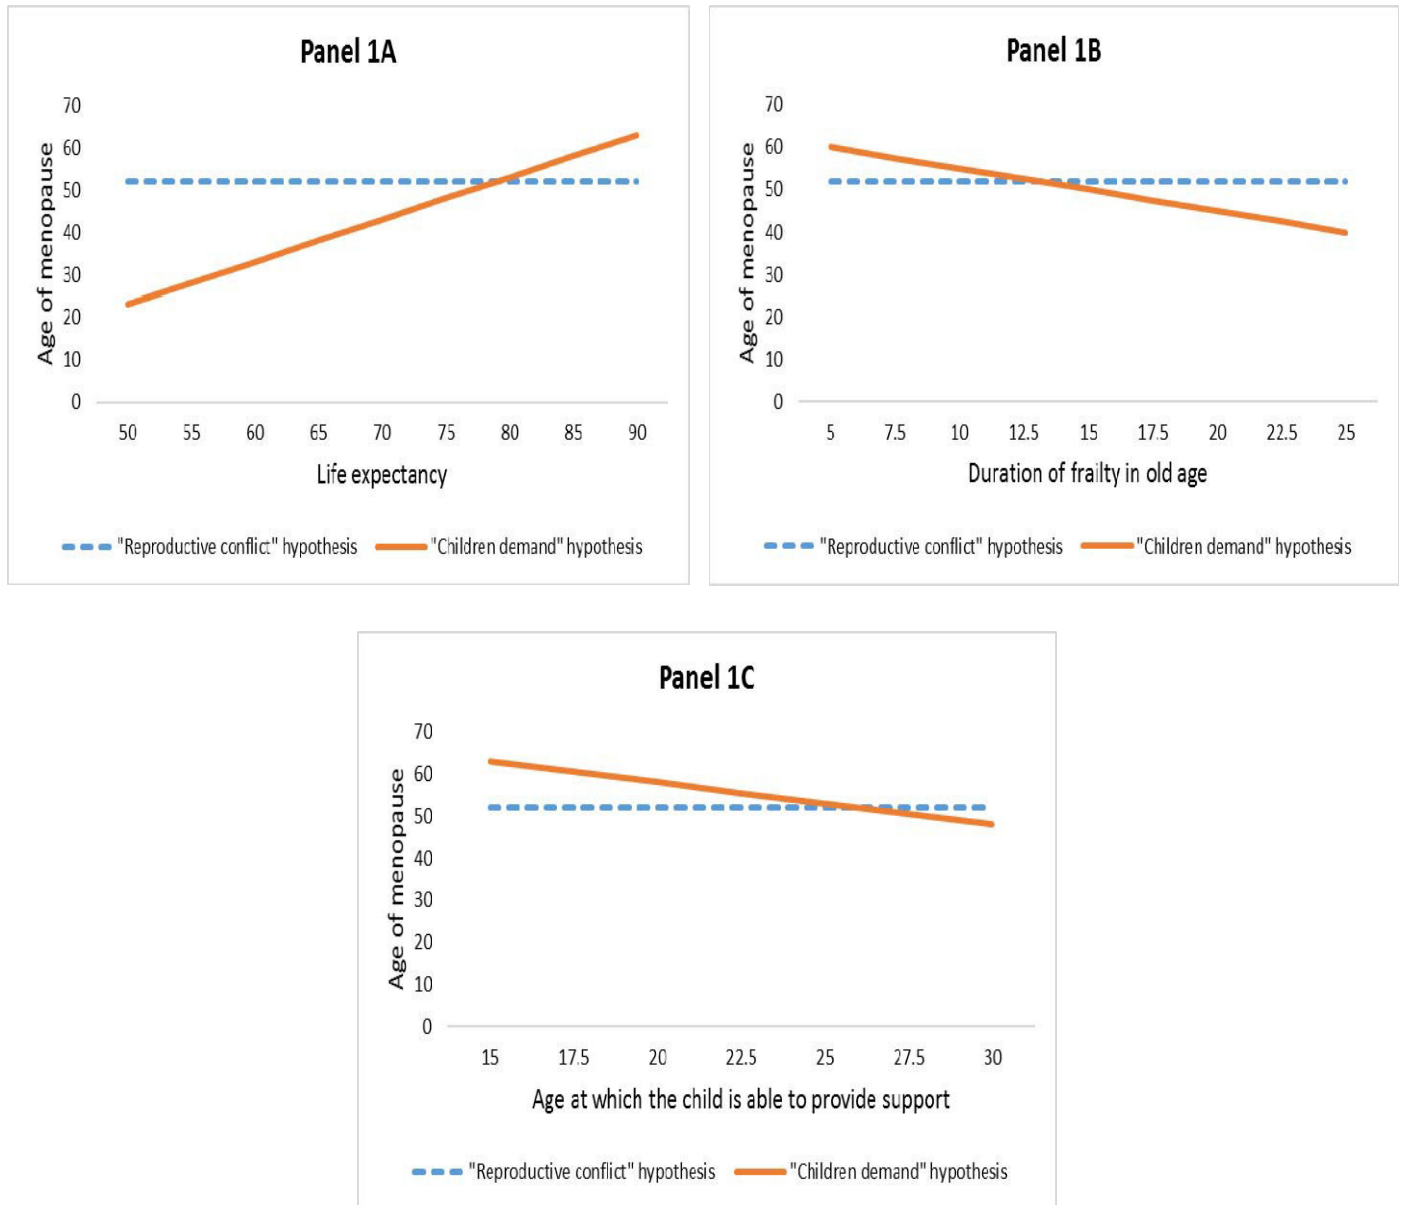 Panel 1A
Age of menopause
70
60
50
40
30
20
10
0
50 55 60 65 70 75 80 85 90
Life expectancy
"Reproductive conflict" hypothesis "Children demand" hypothesis
Panel 1B
Age of menopause
70
60
50
40
30
20
10
0
5 7.5 10 12.5 15 17.5 20 22.5 25
Duration of frailty in old age
"Reproductive conflict" hypothesis "Children demand" hypothesis
Panel 1C
Age of menopause
70
60
50
40
30
20
10
0
15 17.5 20 22.5 25 27.5 30
Age at which the child is able to provide support
"Reproductive conflict" hypothesis "Children demand" hypothesis